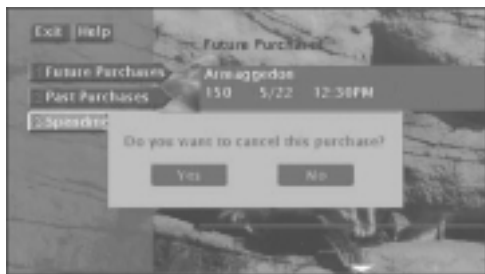 Exit Help
Future Purchases
Future Purchases
Armaggedon
150 5/22 12:30PM
Past Purchases
Do you want to cancel this purchase?
Yes No